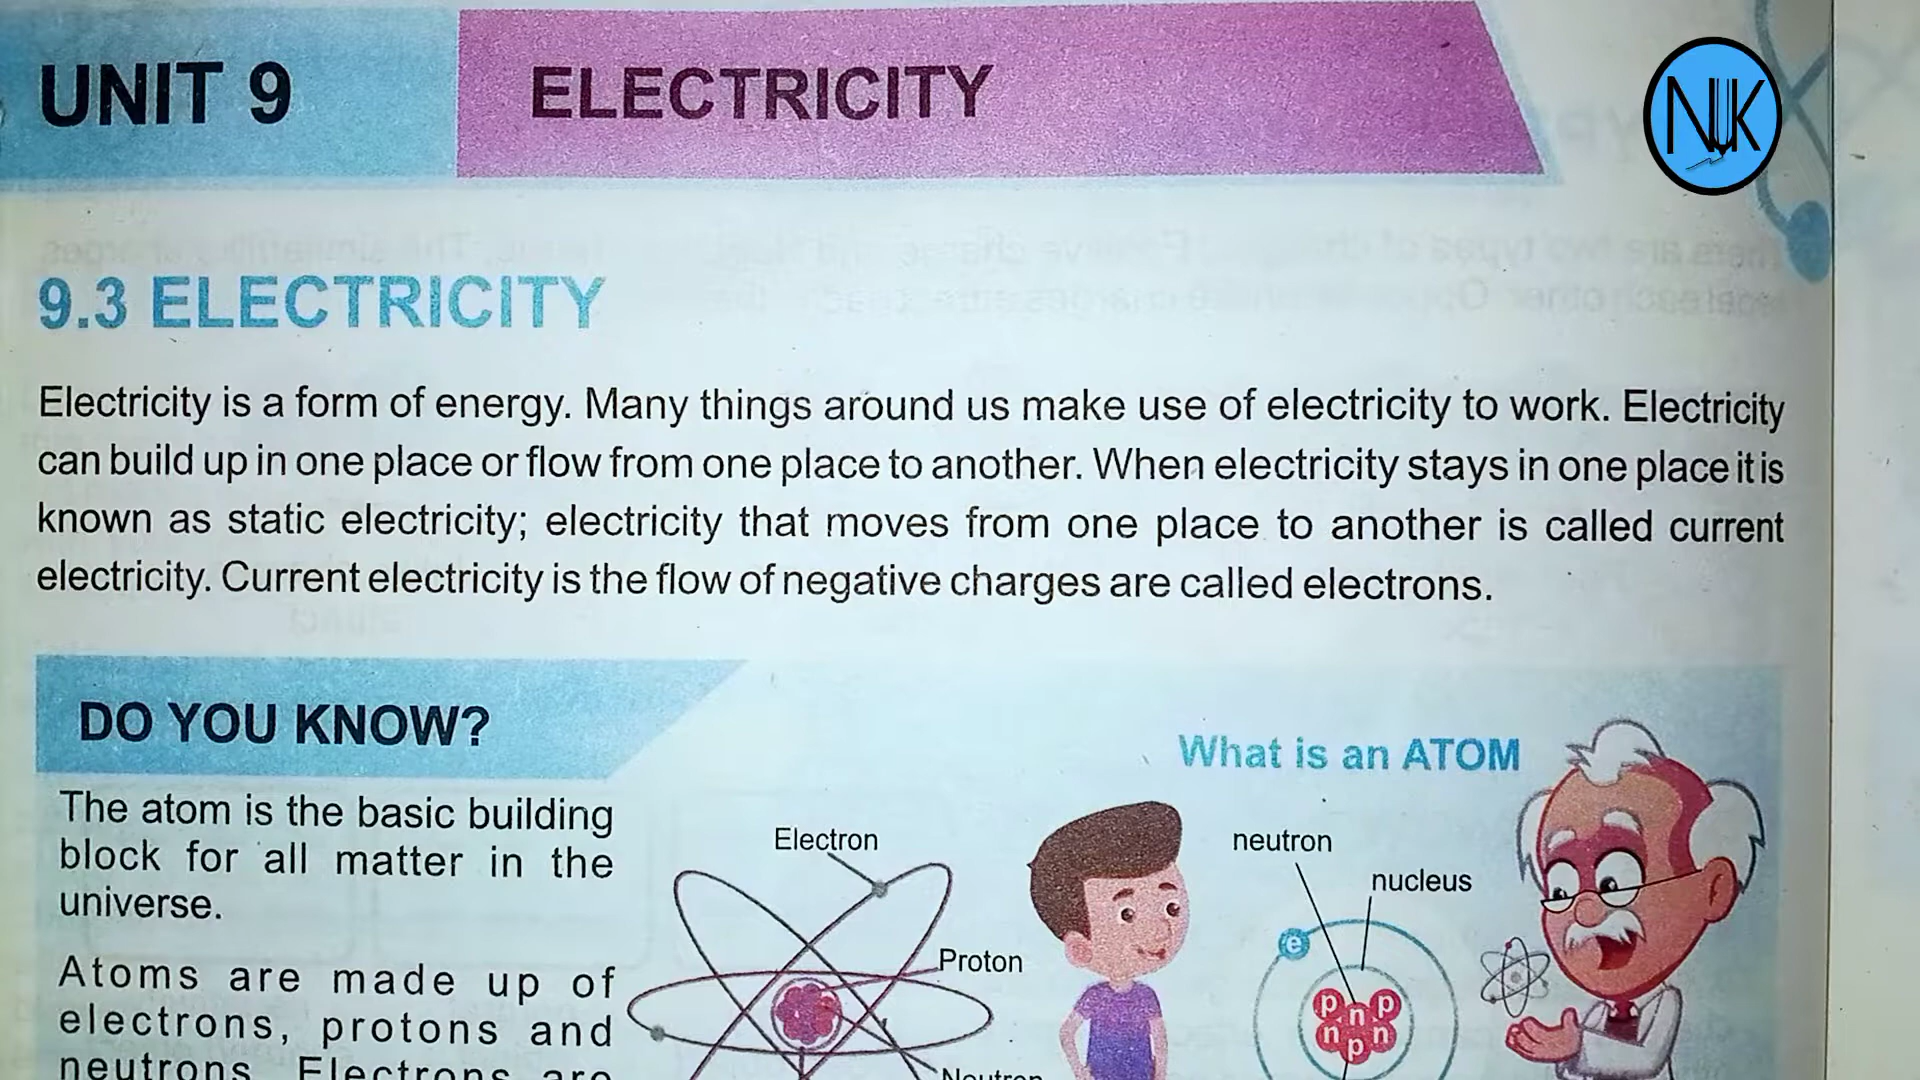 UNIT 9
ELECTRICITY
NK
9.3 ELECTRICITY
Electricity is a form of energy. Many things around us make use of electricity to work. Electricity
can build up in one place or flow from one place to another. When electricity stays in one place it is
known as static electricity; electricity that moves from one place to another is called current
electricity. Current electricity is the flow of negative charges are called electrons.
DO YOU KNOW?
The atom is the basic building
block for all matter in the
universe.
Atoms are made up of
electrons, protons and
neutrons. Electrons are
Electron
Proton
Neutron
What is an ATOM
neutron
nucleus
e
p p
n
n n
p